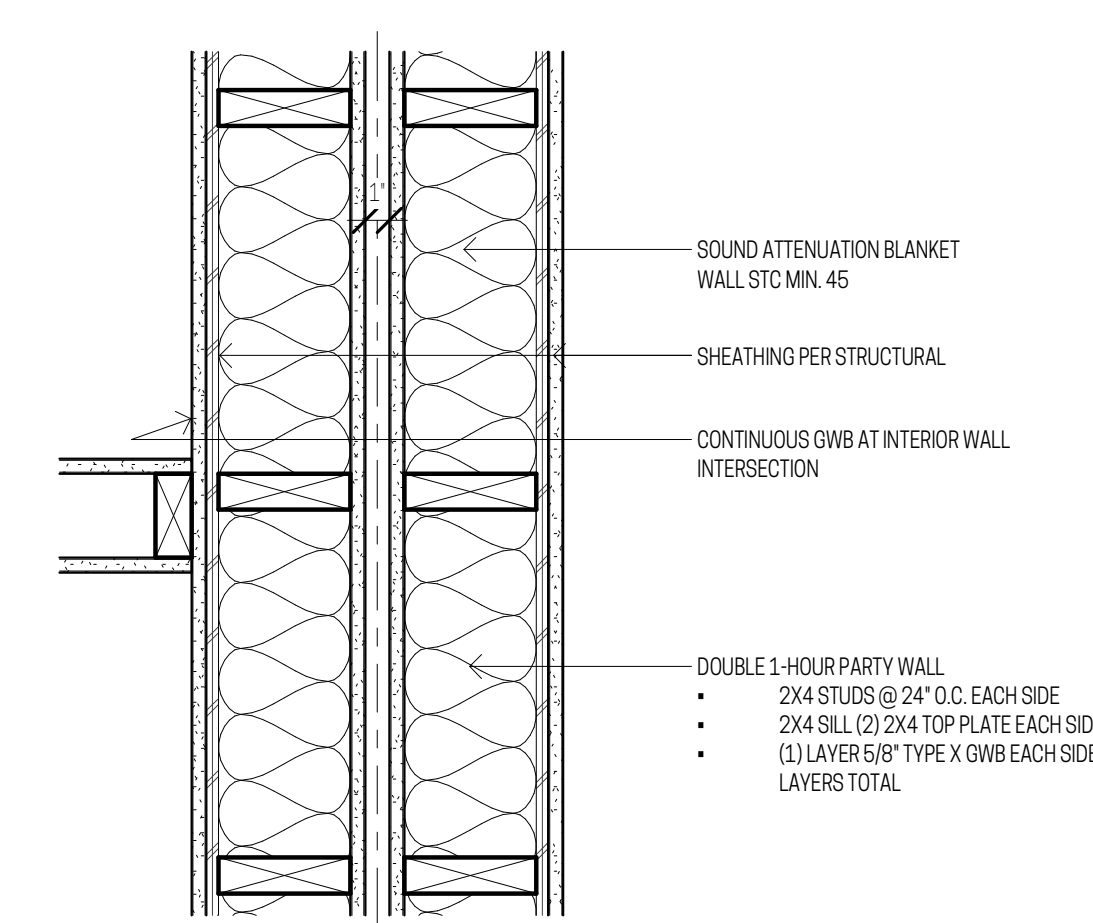 1"
SOUND ATTENUATION BLANKET
WALL STC MIN. 45
SHEATHING PER STRUCTURAL
CONTINUOUS GWB AT INTERIOR WALL
INTERSECTION
DOUBLE 1-HOUR PARTY WALL
▪ 2X4 STUDS @ 24" O.C. EACH SIDE
▪ 2X4 SILL (2) 2X4 TOP PLATE EACH SID
▪ (1) LAYER 5/8" TYPE X GWB EACH SIDE
LAYERS TOTAL